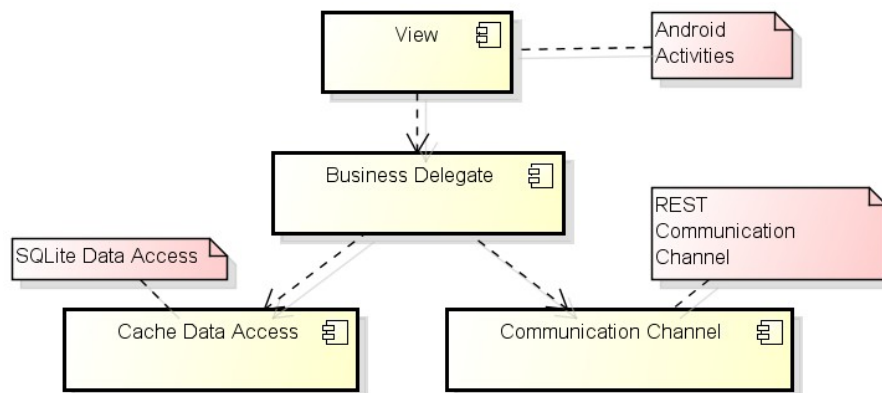 View
Android
Activities
Business Delegate
REST
Communication
Channel
SQLite Data Access
Cache Data Access
Communication Channel